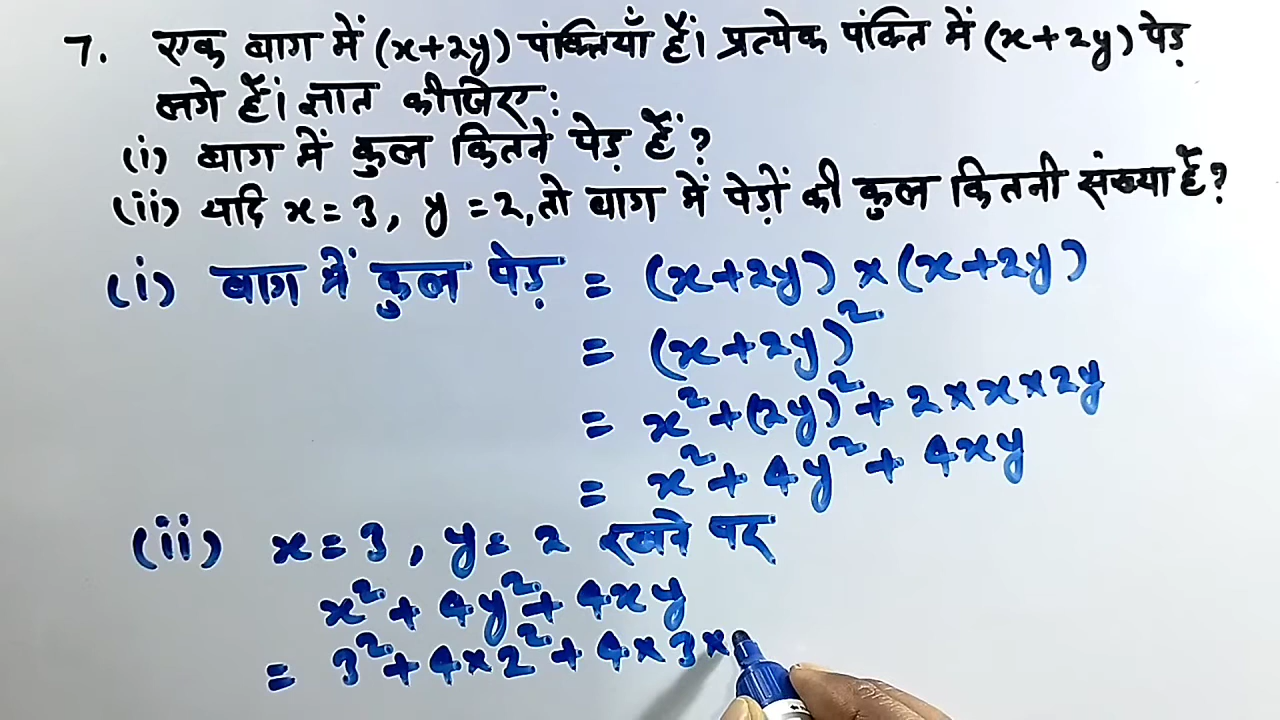 7. एक बाग में (x+2y) पंक्तियाँ हैं। प्रत्येक पंक्ति में (x+2y) पेड़
लगे हैं। ज्ञात कीजिए:
(i) बाग में कुल कितने पेड़ हैं?
(ii) यदि x=3, y=2, तो बाग में पेड़ों की कुल कितनी संख्या है?
(i) बाग में कुल पेड़ = (x+2y)×(x+2y)
= (x+2y)²
= x²+(2y)²+2×x×2y
= x²+4y²+4xy
(ii) x=3, y=2 रखने पर
x²+4y²+4xy
= 3²+4×2²+4×3×